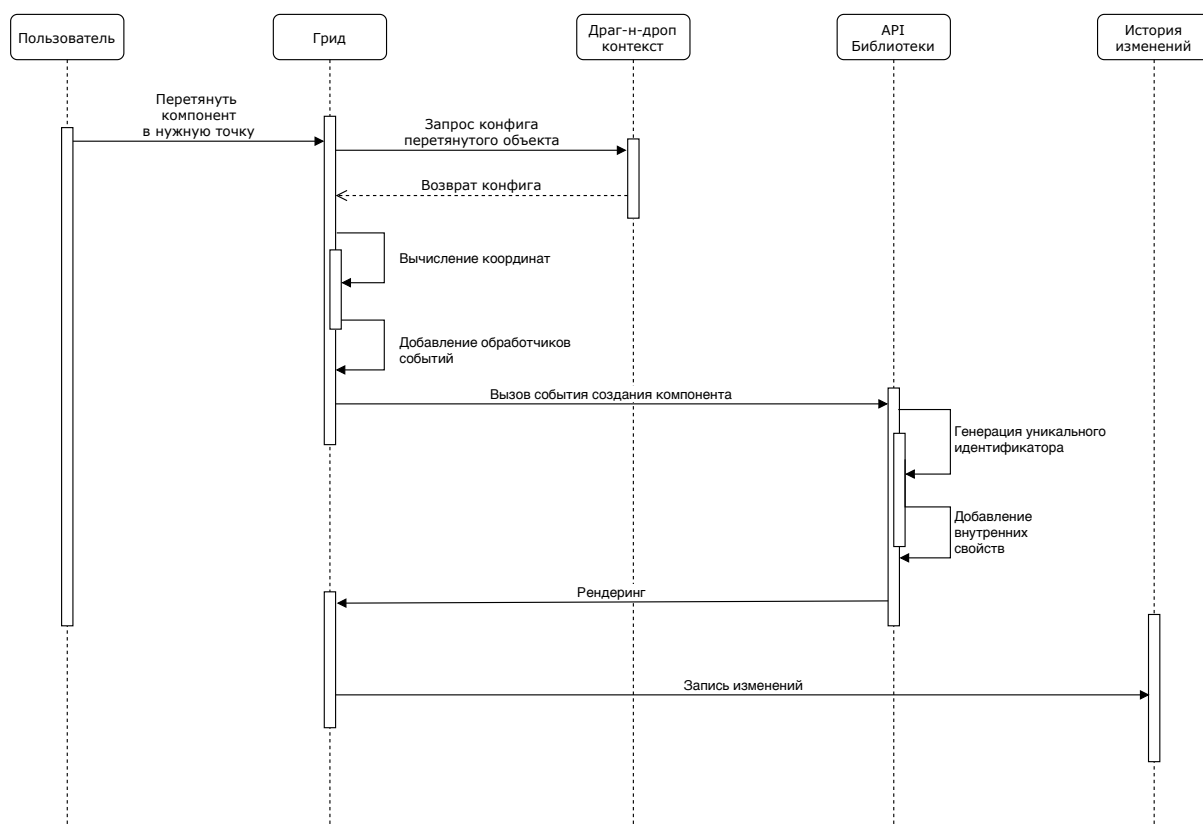 Пользователь
Грид
Драг-н-дроп
контекст
API
Библиотеки
История
изменений
Перетянуть
компонент
в нужную точку
Запрос конфига
перетянутого объекта
Возврат конфига
Вычисление координат
Добавление обработчиков
событий
Вызов события создания компонента
Генерация уникального
идентификатора
Добавление
внутренних
свойств
Рендеринг
Запись изменений